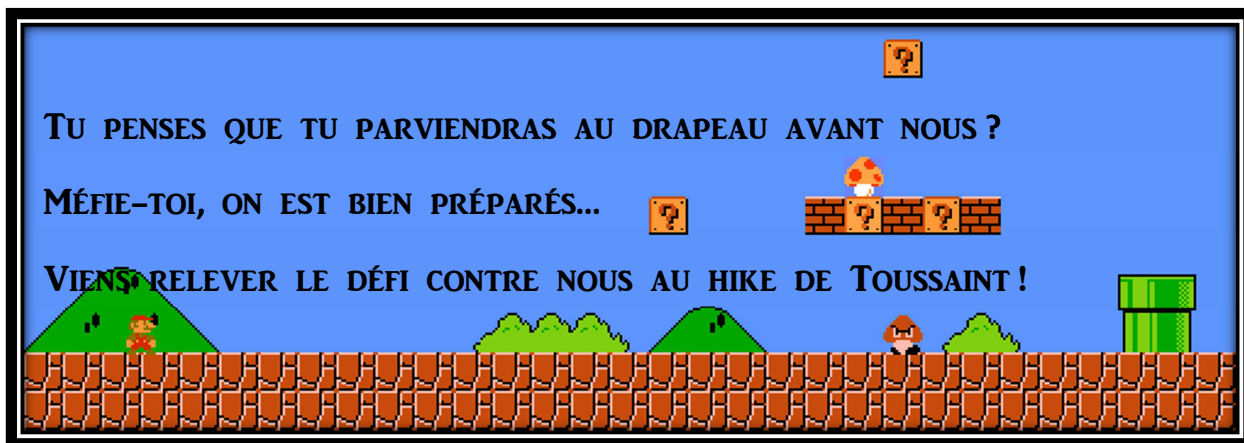 Tu penses que tu parviendras au drapeau avant nous ?
?
Méfie-toi, on est bien préparés...
? ? ?
Viens relever le défi contre nous au hike de Toussaint !